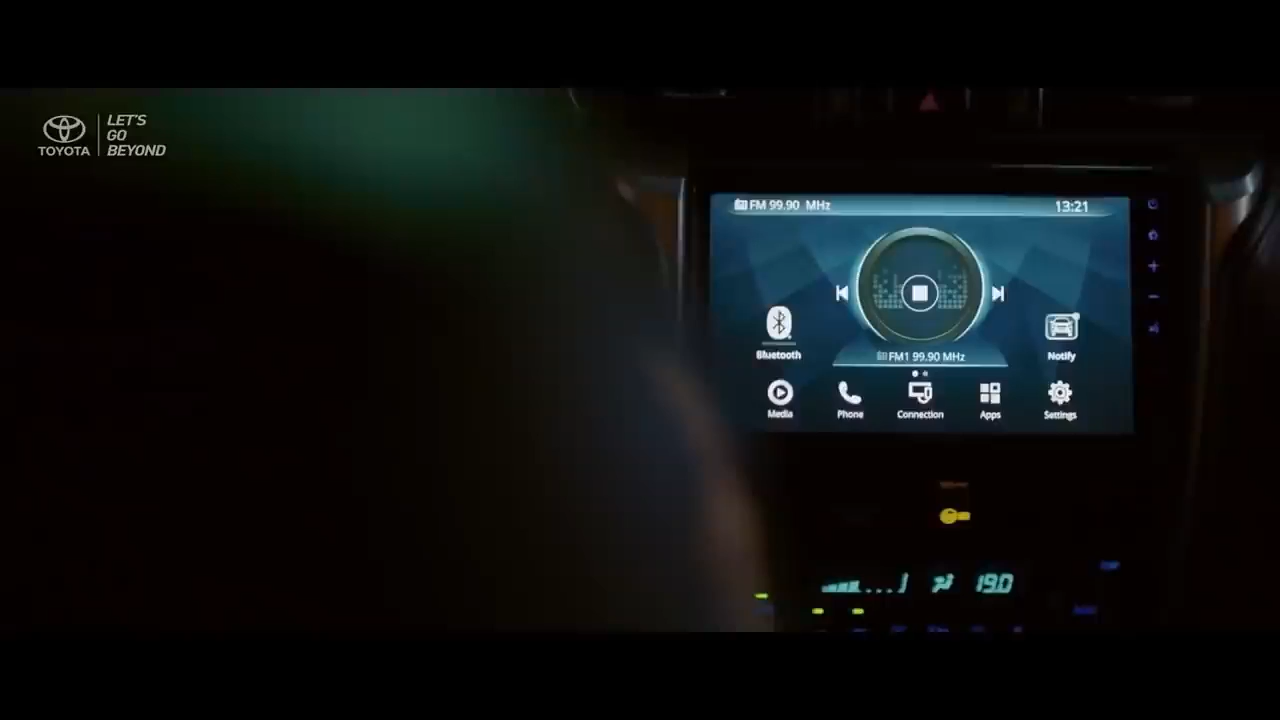 TOYOTA
LET'S
GO
BEYOND
FM 99.90 MHz
13:21
Bluetooth
Notify
FM1 99.90 MHz
Media
Phone
Connection
Apps
Settings
19.0